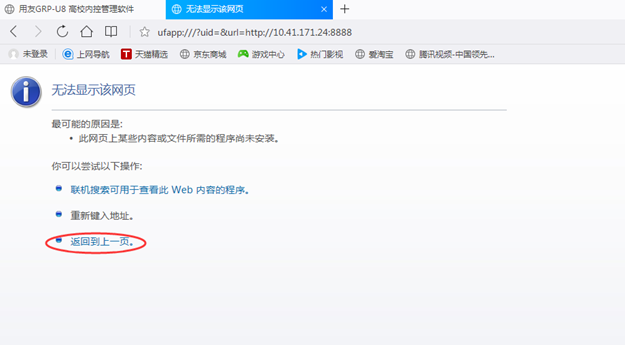 用友GRP-U8 高校内控管理软件
无法显示该网页
ufapp:///?uid=&url=http://10.41.171.24:8888
未登录 上网导航 天猫精选 京东商城 游戏中心 热门影视 爱淘宝 腾讯视频-中国领先...
无法显示该网页
最可能的原因是:
此网页上某些内容或文件所需的程序尚未安装。
你可以尝试以下操作:
联机搜索可用于查看此 Web 内容的程序。
重新键入地址。
返回到上一页。